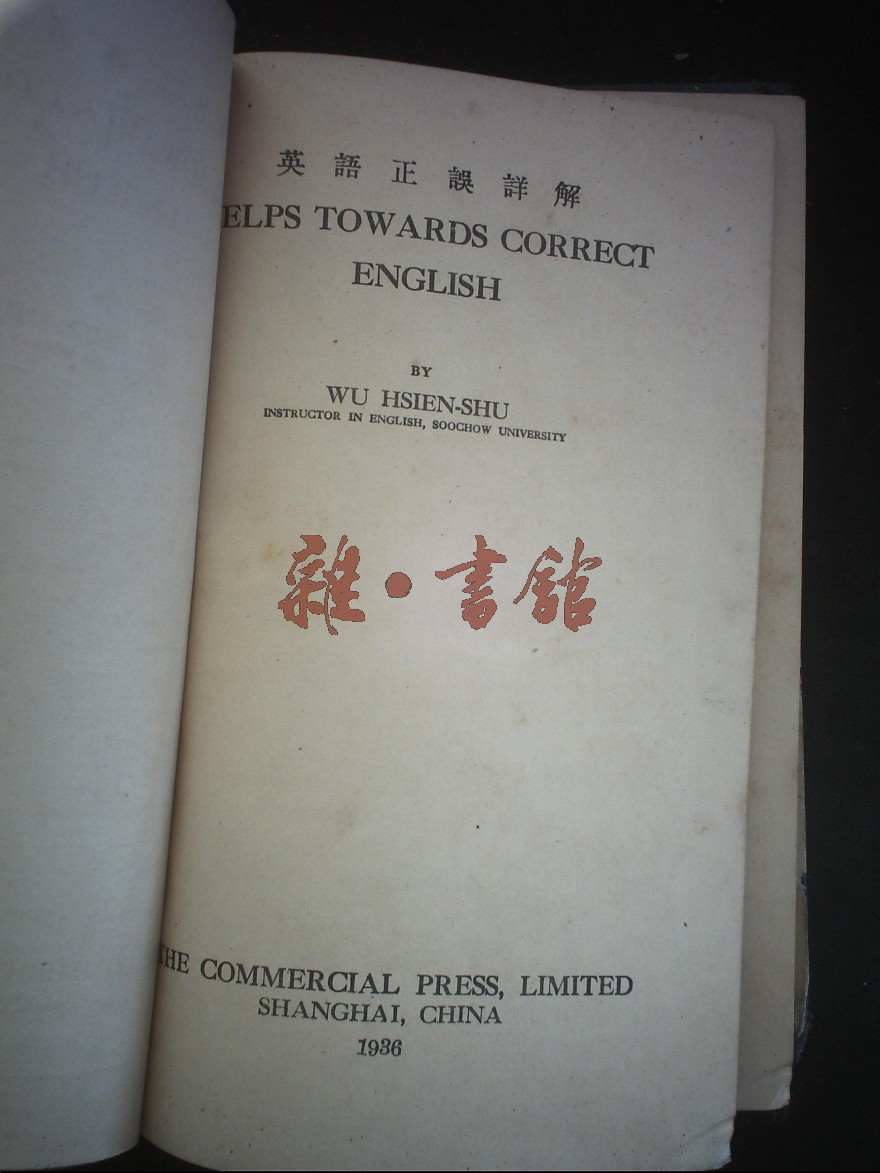 英語正誤詳解
ELPS TOWARDS CORRECT
ENGLISH
BY
WU HSIEN-SHU
INSTRUCTOR IN ENGLISH, SOOCHOW UNIVERSITY
雜·書館
THE COMMERCIAL PRESS, LIMITED
SHANGHAI, CHINA
1936